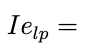 Ie_{lp} =